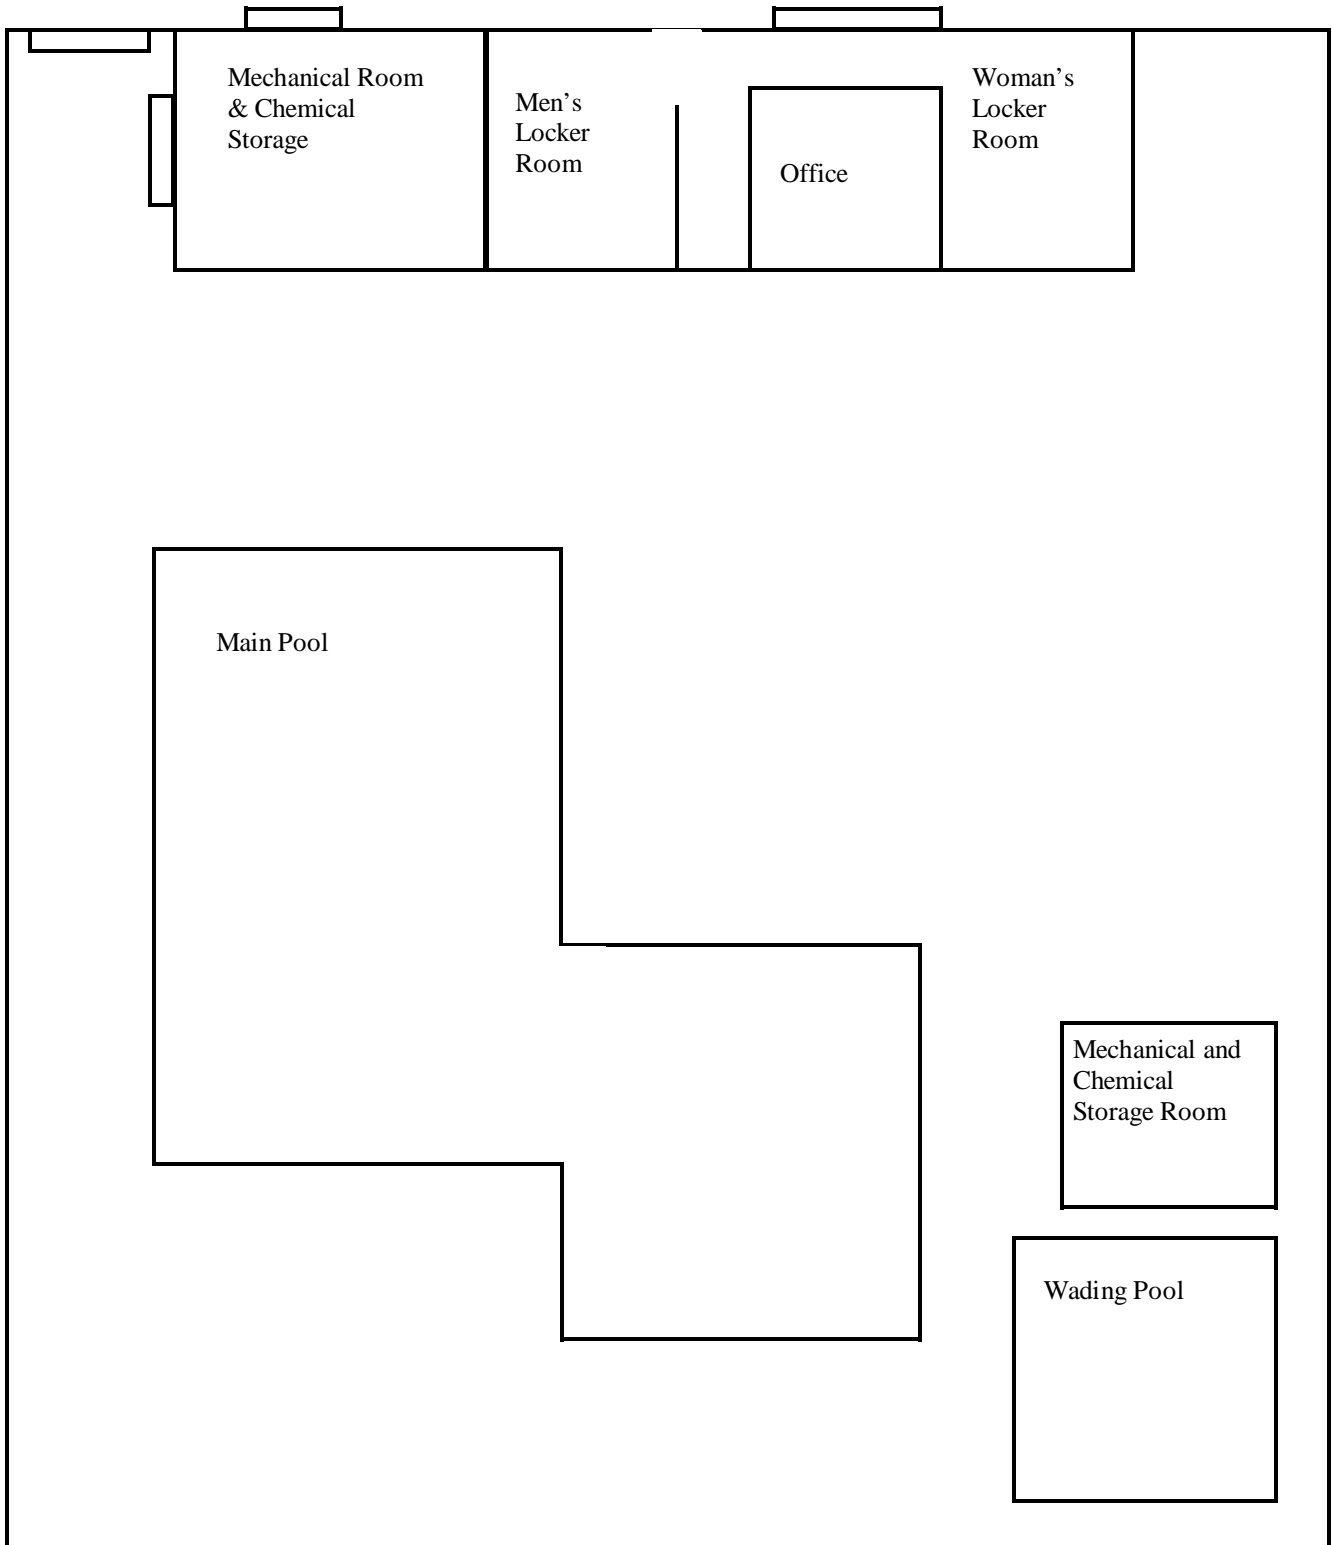 Mechanical Room
& Chemical
Storage
Men’s
Locker
Room
Office
Woman’s
Locker
Room
Main Pool
Mechanical and
Chemical
Storage Room
Wading Pool